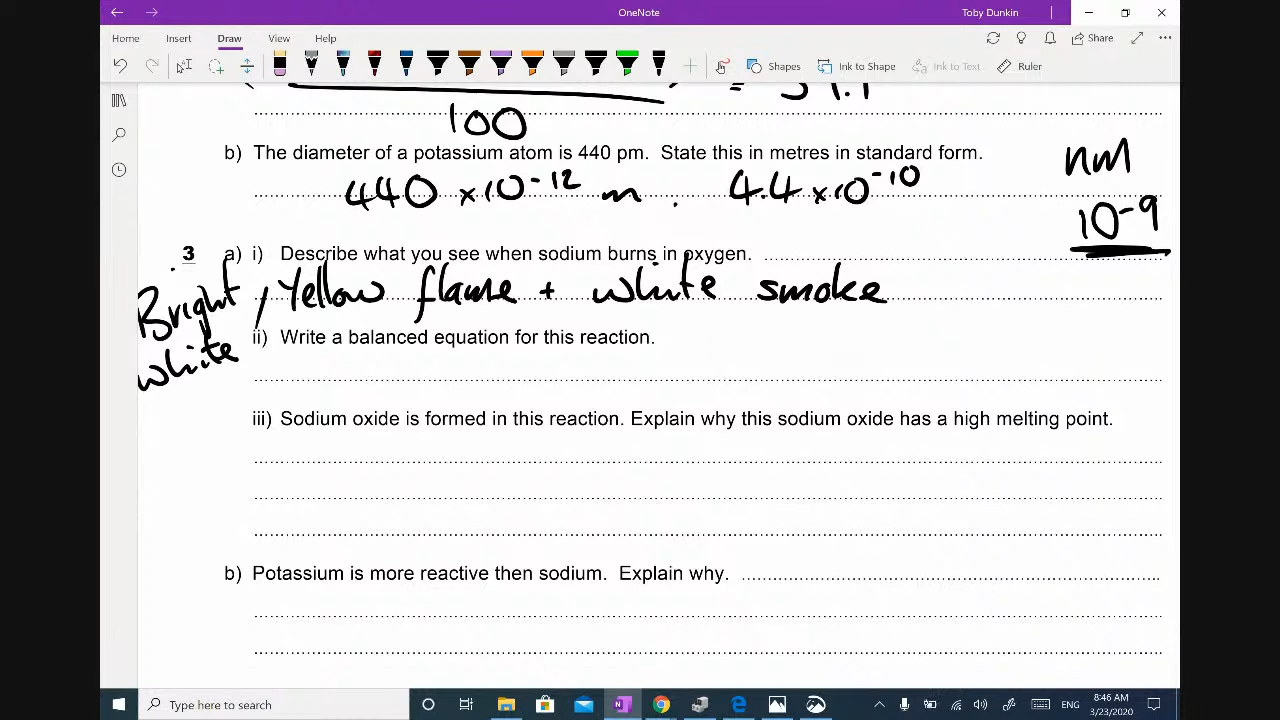 OneNote
Toby Dunkin
Home Insert Draw View Help
Share
Shapes Ink to Shape Ink to Text Ruler
100
b) The diameter of a potassium atom is 440 pm. State this in metres in standard form.
440 ×10-12 m . 4.4 ×10-10
nm
10-9
3 a) i) Describe what you see when sodium burns in oxygen.
Bright, Yellow flame + white smoke
white
ii) Write a balanced equation for this reaction.
iii) Sodium oxide is formed in this reaction. Explain why this sodium oxide has a high melting point.
b) Potassium is more reactive then sodium. Explain why.
Type here to search
ENG
8:46 AM
3/23/2020